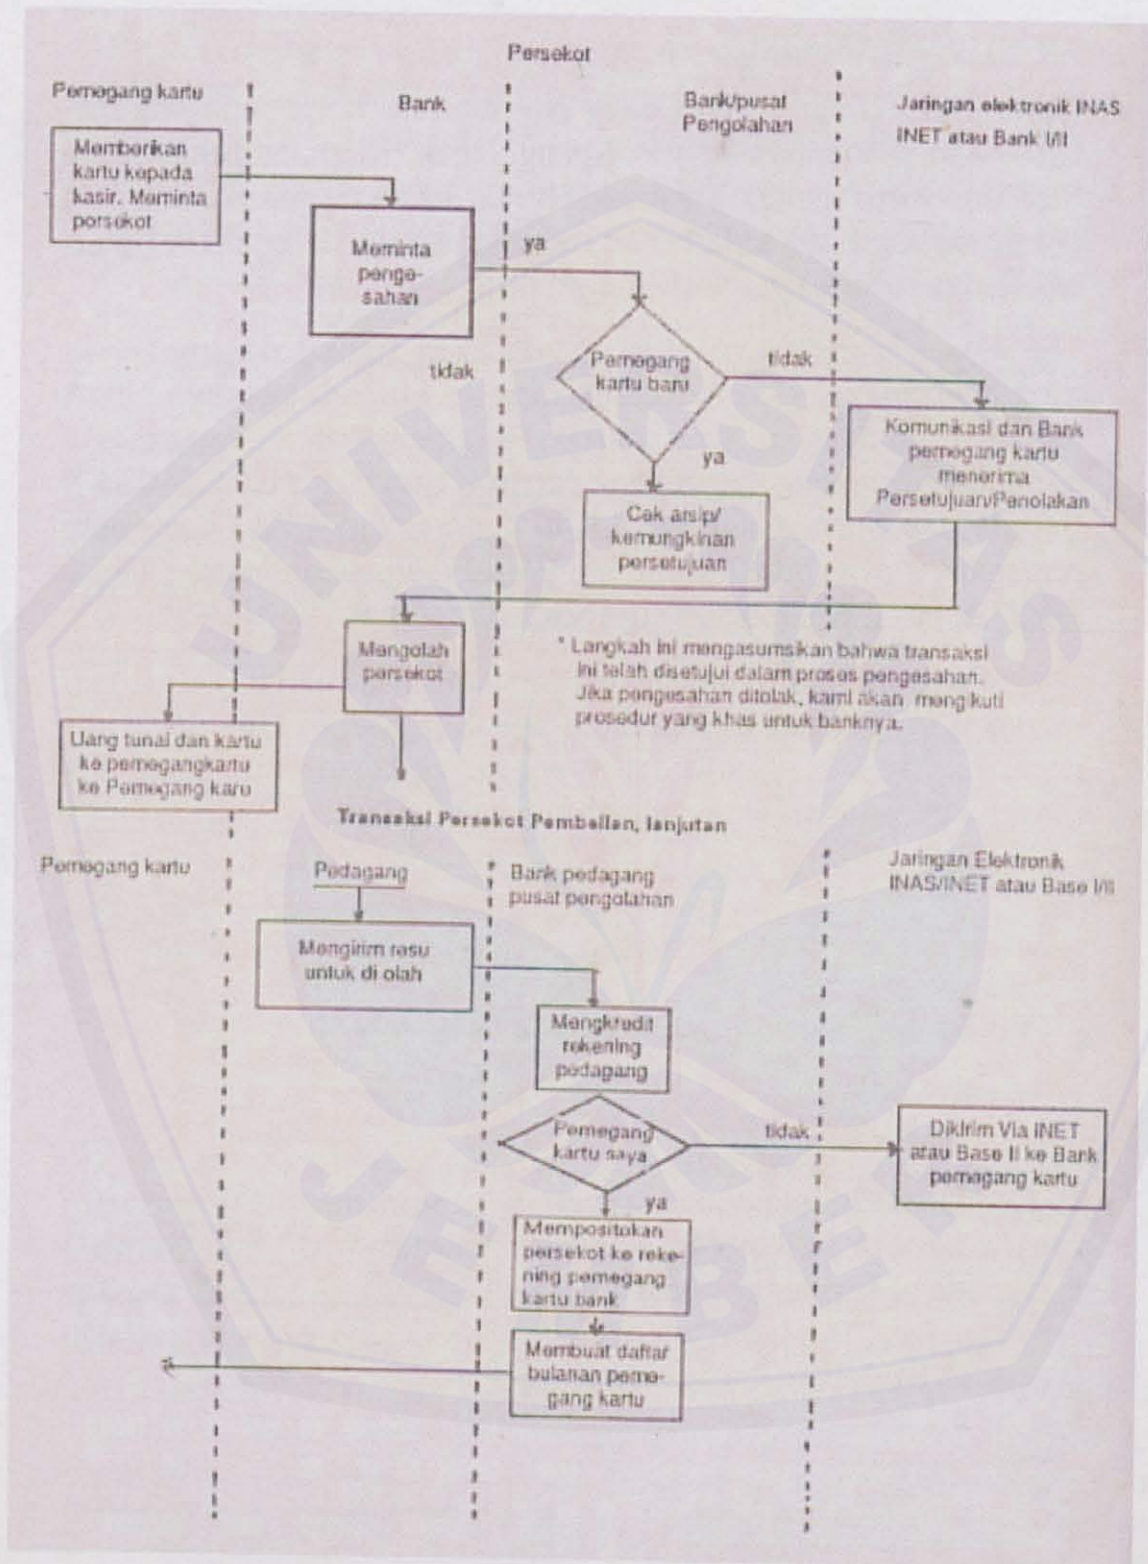 Persekot
Pemegang kartu
Bank
Bank/pusat
Pengolahan
Jaringan elektronik INAS
INET atau Bank I/II
Memberikan
kartu kepada
kasir. Meminta
porsekot
Meminta
penge-
sahan
ya
tidak
Pemegang
kartu baru
tidak
ya
Komunikasi dan Bank
pemegang kartu
menerima
Persetujuan/Penolakan
Cek arsip/
kemungkinan
persetujuan
Mengolah
persekot
* Langkah ini mengasumsikan bahwa transaksi
ini telah disetujui dalam proses pengesahan.
Jika pengesahan ditolak, kami akan mengikuti
prosedur yang khas untuk banknya.
Uang tunai dan kartu
ke pemegangkartu
ke Pemegang karu
Transaksi Persekot Pembelian, lanjutan
Pemegang kartu
Pedagang
Bank pedagang
pusat pengolahan
Jaringan Elektronik
INAS/INET atau Base I/II
Mengirim resu
untuk di olah
Mengkredit
rekening
pedagang
Pemegang
kartu saya
tidak
ya
Dikirim Via INET
atau Base II ke Bank
pemegang kartu
Mempositokan
persekot ke reke-
ning pemegang
kartu bank
Membuat daftar
bulanan peme-
gang kartu
UNIVERSITAS
JEMBER